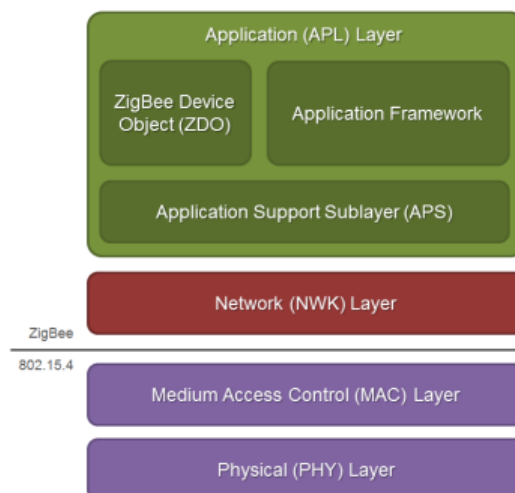 Application (APL) Layer
ZigBee Device
Object (ZDO)
Application Framework
Application Support Sublayer (APS)
Network (NWK) Layer
ZigBee
802.15.4
Medium Access Control (MAC) Layer
Physical (PHY) Layer